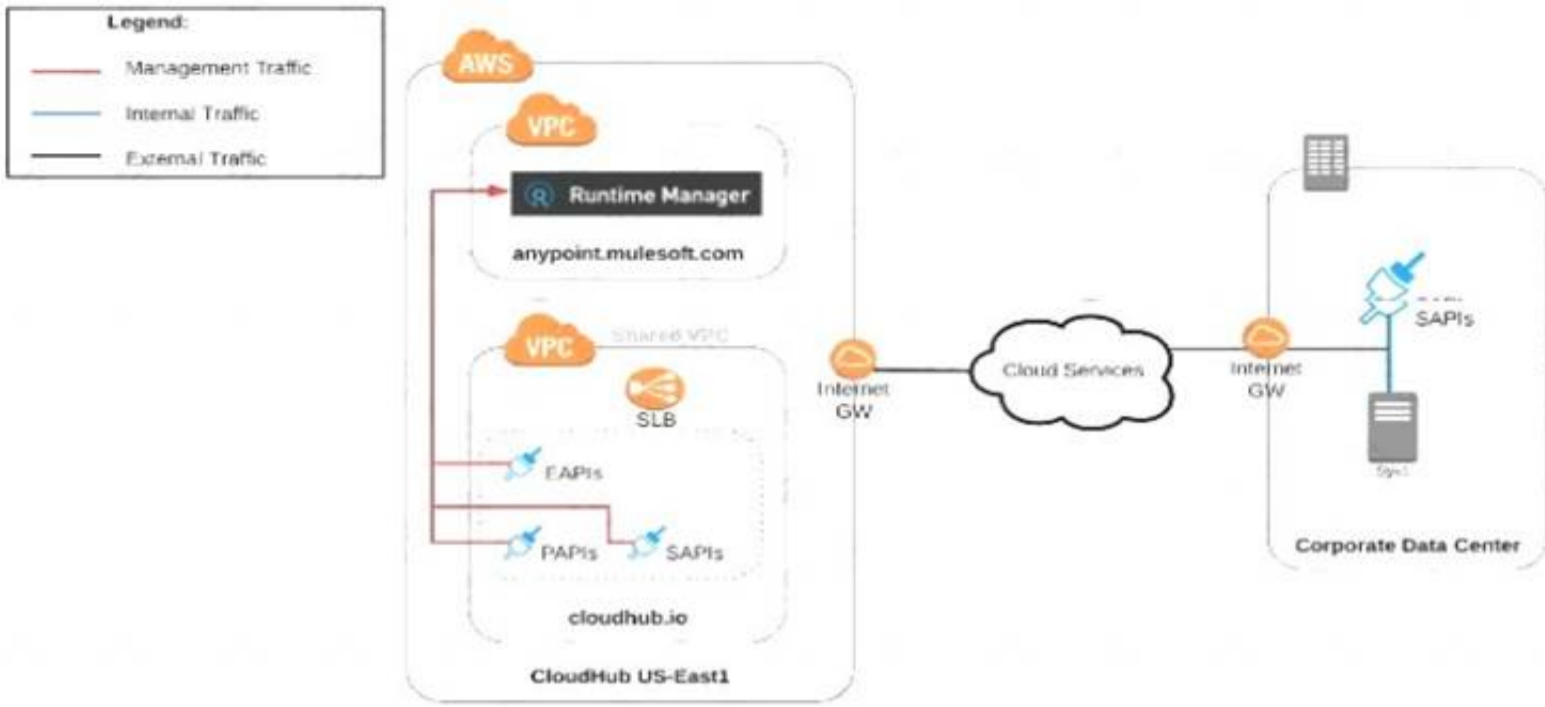 Legend:
Management Traffic
Internal Traffic
External Traffic
AWS
VPC
R Runtime Manager
anypoint.mulesoft.com
VPC
Shared VPC
SLB
EAPIs
PAPIs
SAPIs
cloudhub.io
CloudHub US-East1
Internet
GW
Cloud Services
Internet
GW
SAPIs
Corporate Data Center